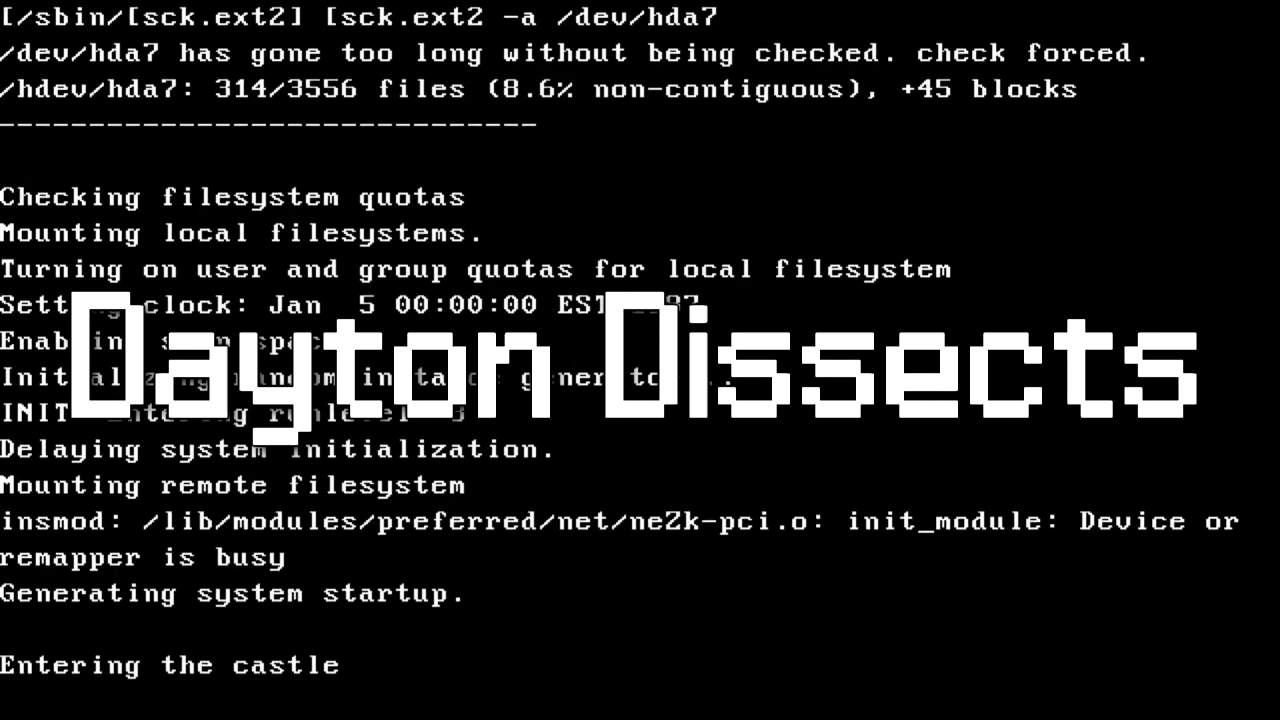 [/sbin/[sck.ext2] [sck.ext2 -a /dev/hda7
/dev/hda7 has gone too long without being checked. check forced.
/hdev/hda7: 314/3556 files (8.6% non-contiguous), +45 blocks
------------------------------
Checking filesystem quotas
Mounting local filesystems.
Turning on user and group quotas for local filesystem
clock: Jan 5 00:00:00
Dayton Dissects
Delaying system initialization.
Mounting remote filesystem
insmod: /lib/modules/preferred/net/ne2k-pci.o: init_module: Device or
remapper is busy
Generating system startup.
Entering the castle